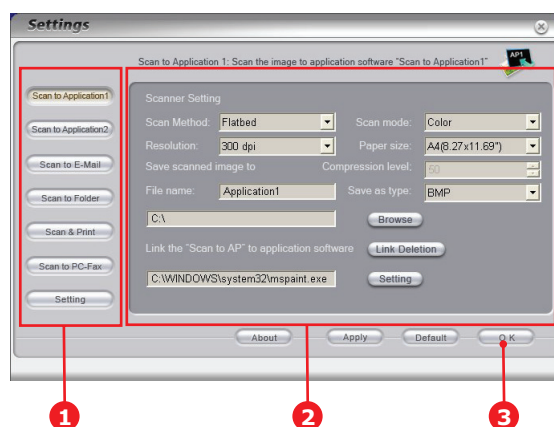 Settings
Scan to Application 1: Scan the image to application software "Scan to Application1"
AP1
Scan to Application1
Scan to Application2
Scan to E-Mail
Scan to Folder
Scan & Print
Scan to PC-Fax
Setting
Scanner Setting
Scan Method: Flatbed Scan mode: Color
Resolution: 300 dpi Paper size: A4(8.27x11.69")
Save scanned image to Compression level: 50
File name: Application1 Save as type: BMP
C:\ Browse
Link the "Scan to AP" to application software Link Deletion
C:\WINDOWS\system32\mspaint.exe Setting
About Apply Default OK
1 2 3